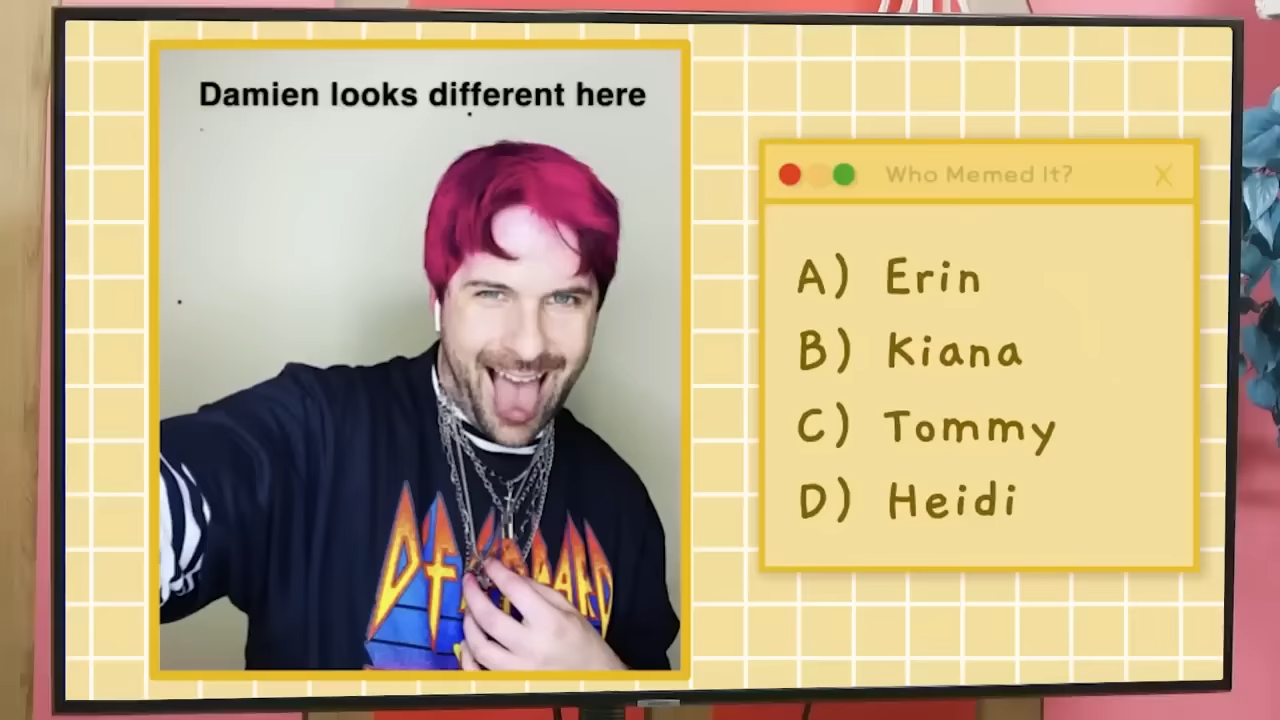 Damien looks different here
Who Memed It?
X
A) Erin
B) Kiana
C) Tommy
D) Heidi